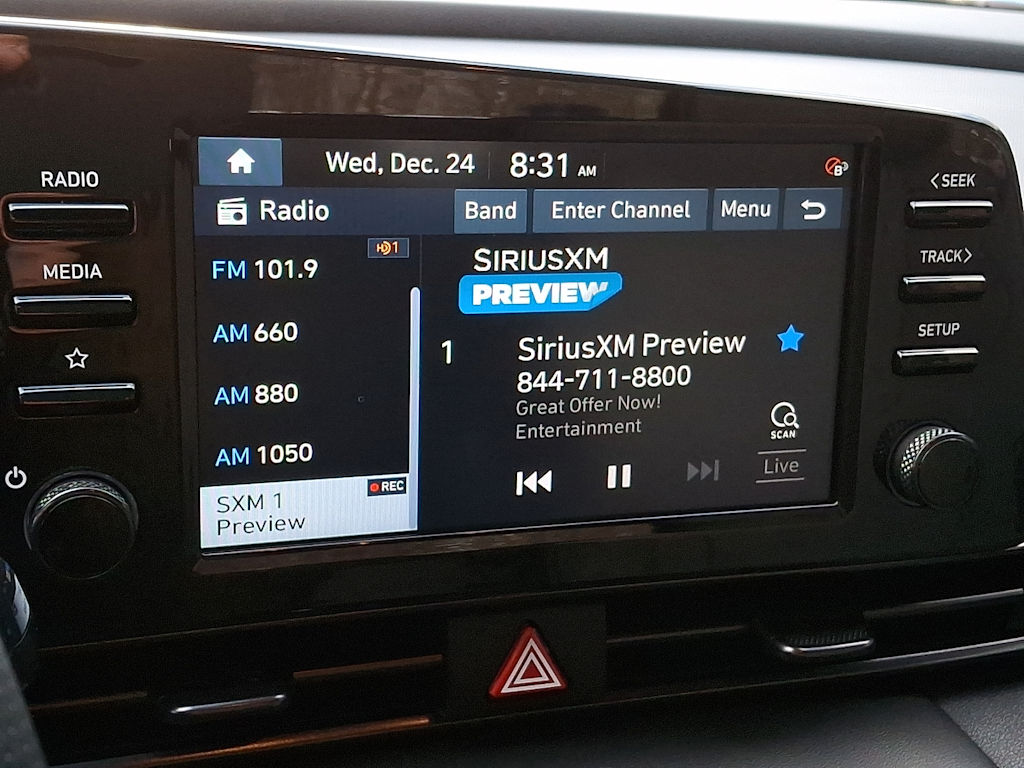 RADIO
MEDIA
Wed, Dec. 24 8:31 AM
B
Radio Band Enter Channel Menu
HD 1
FM 101.9
AM 660
AM 880
AM 1050
SXM 1 REC
Preview
SIRIUSXM
PREVIEW
1 SiriusXM Preview
844-711-8800
Great Offer Now!
Entertainment
SCAN
Live
SEEK
TRACK
SETUP